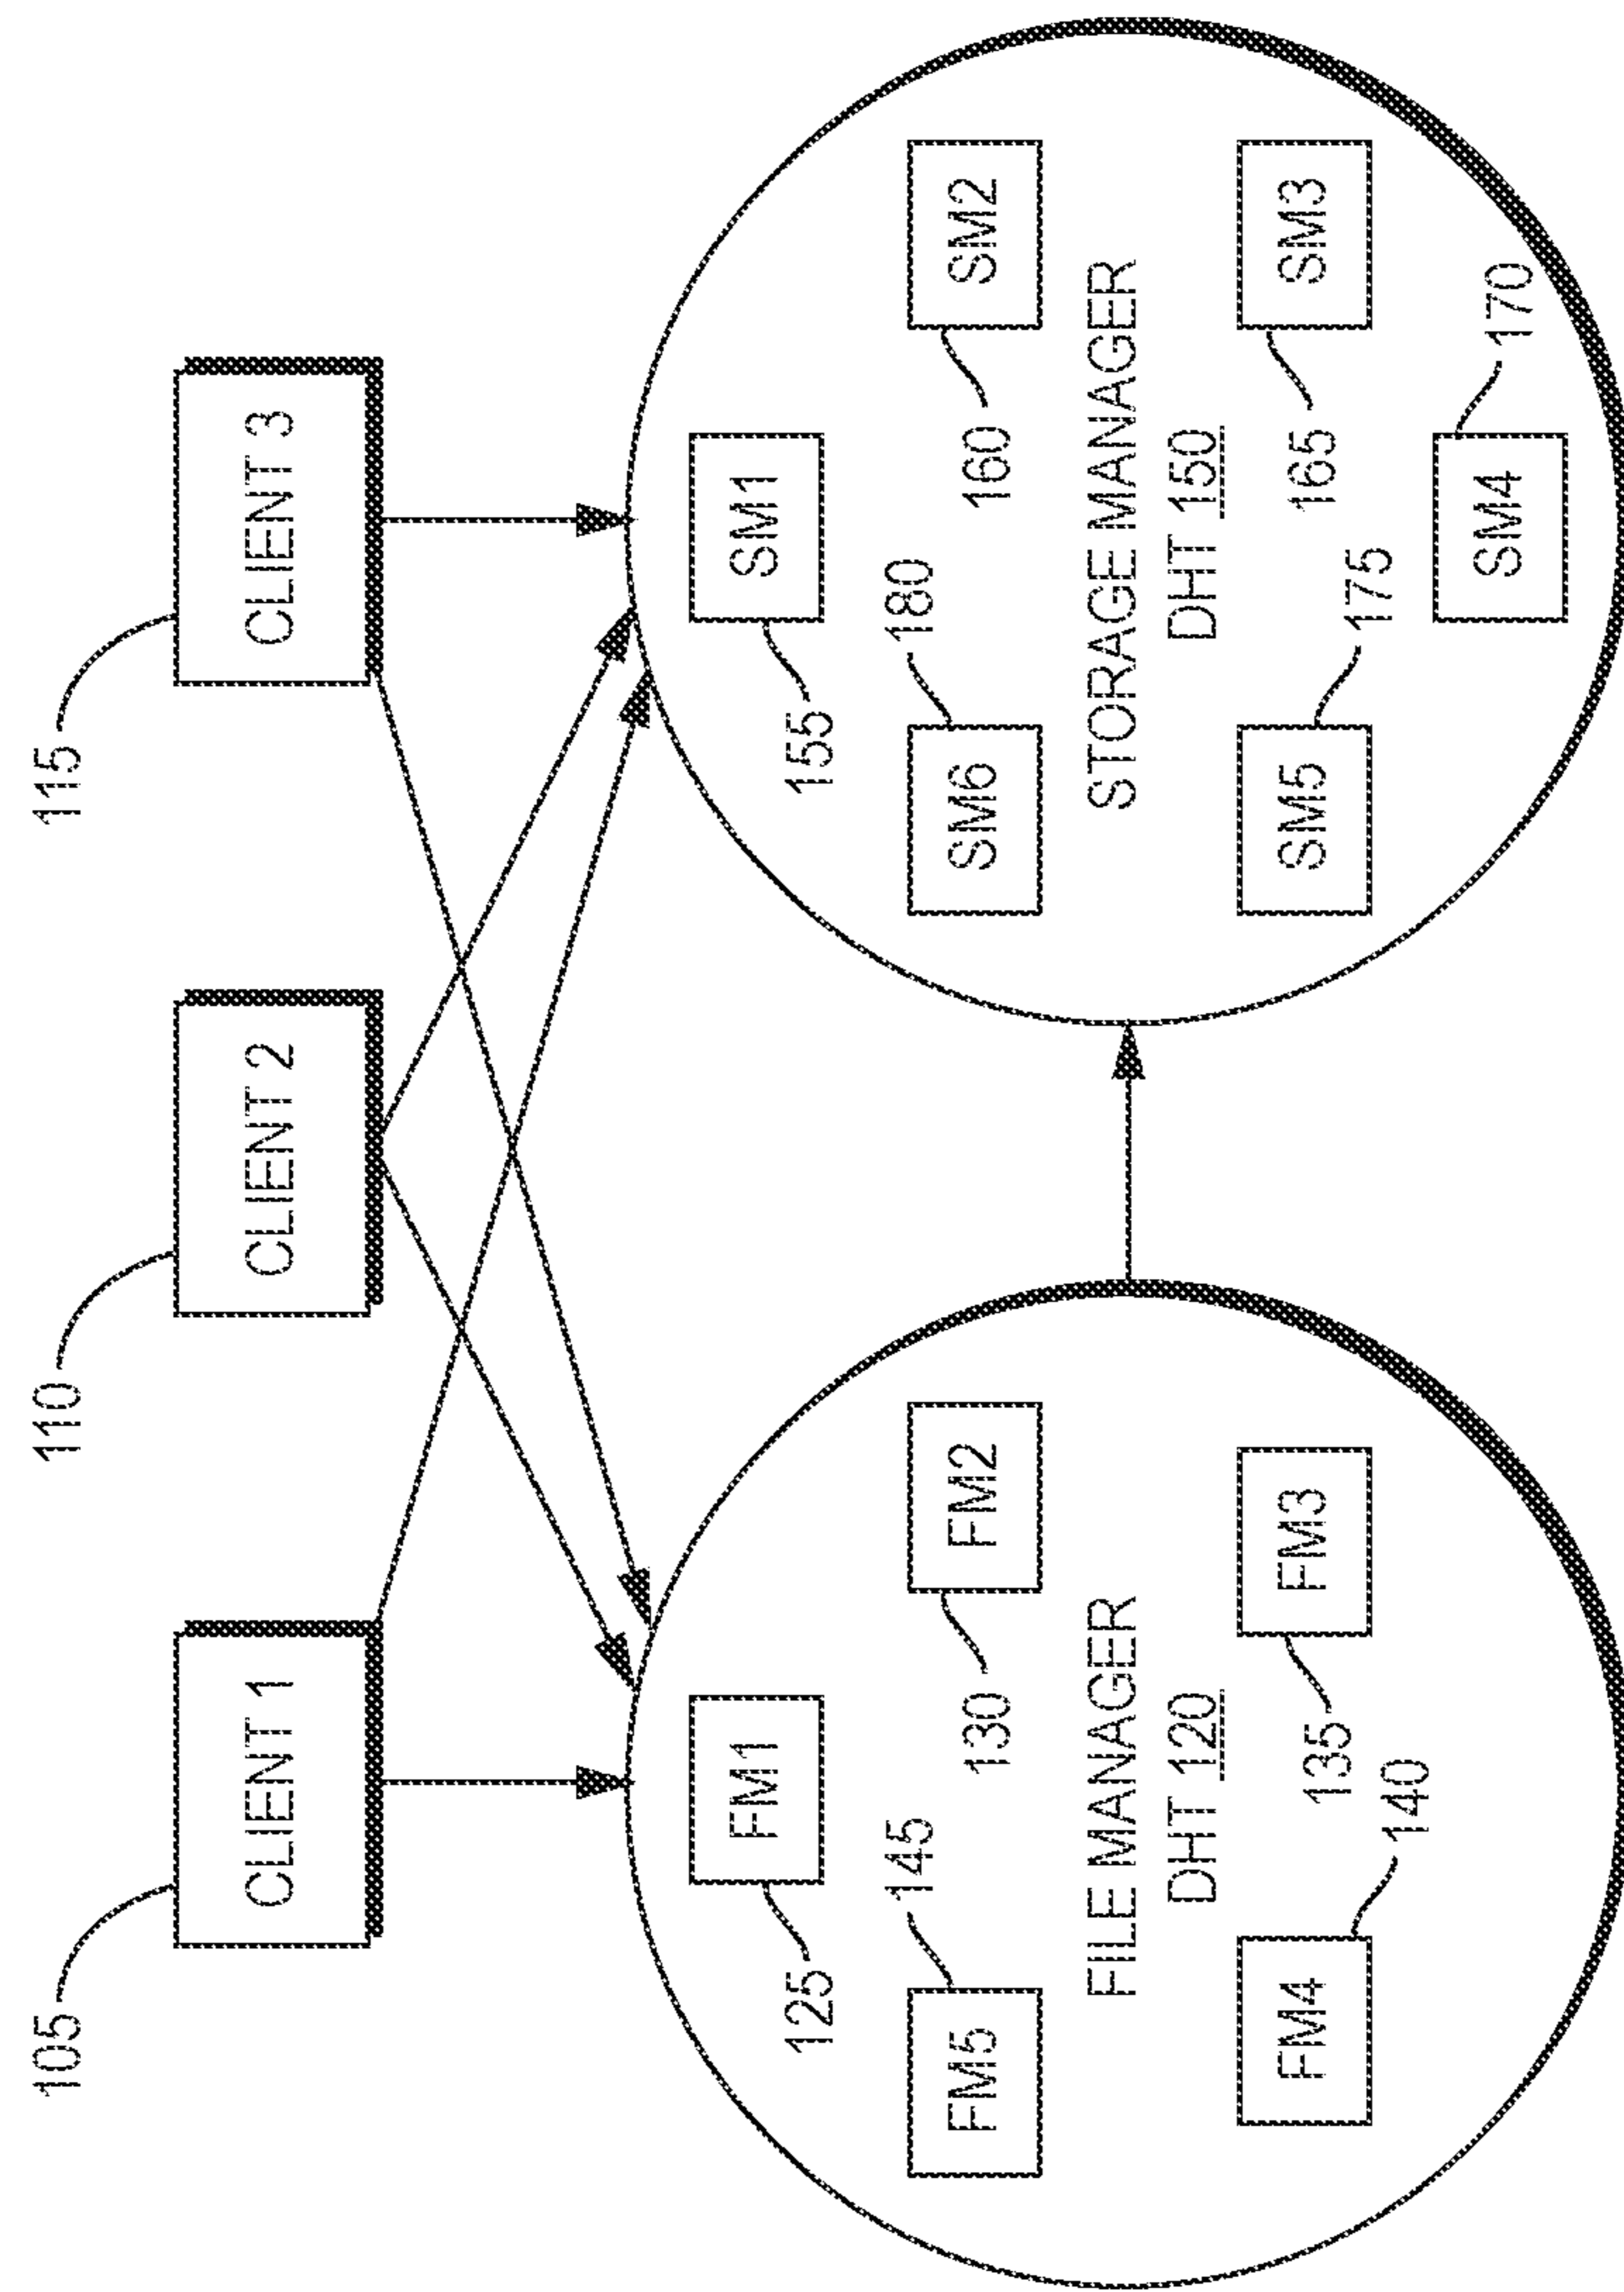 105
110
115
CLIENT 1
CLIENT 2
CLIENT 3
FM1
125
FM5
145
130
FM2
FILE MANAGER
DHT 120
FM4
140
135
FM3
SM1
155
SM6
180
160
SM2
STORAGE MANAGER
DHT 150
SM5
175
165
SM3
SM4
170